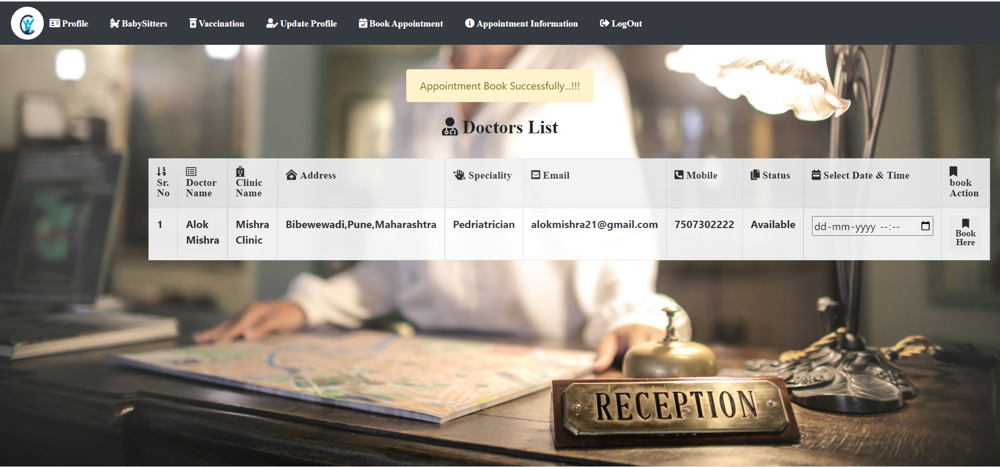 Profile BabySitters Vaccination Update Profile Book Appointment Appointment Information LogOut
Appointment Book Successfully...!!!
Doctors List
Sr. No
Doctor Name
Clinic Name
Address
Speciality
Email
Mobile
Status
Select Date & Time
book Action
1
Alok Mishra
Mishra Clinic
Bibewewadi,Pune,Maharashtra
Pedriatrician
alokmishra21@gmail.com
7507302222
Available
dd-mm-yyyy --:--
Book Here
RECEPTION